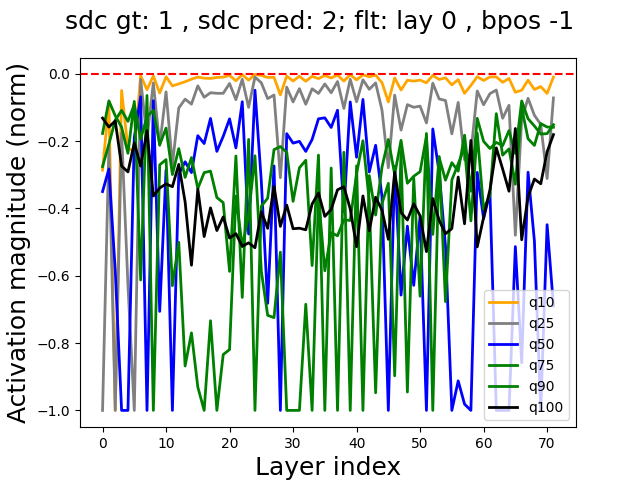 sdc gt: 1 , sdc pred: 2; flt: lay 0 , bpos -1
Activation magnitude (norm)
0.0
−0.2
−0.4
−0.6
−0.8
−1.0
q10
q25
q50
q75
q90
q100
0 10 20 30 40 50 60 70
Layer index